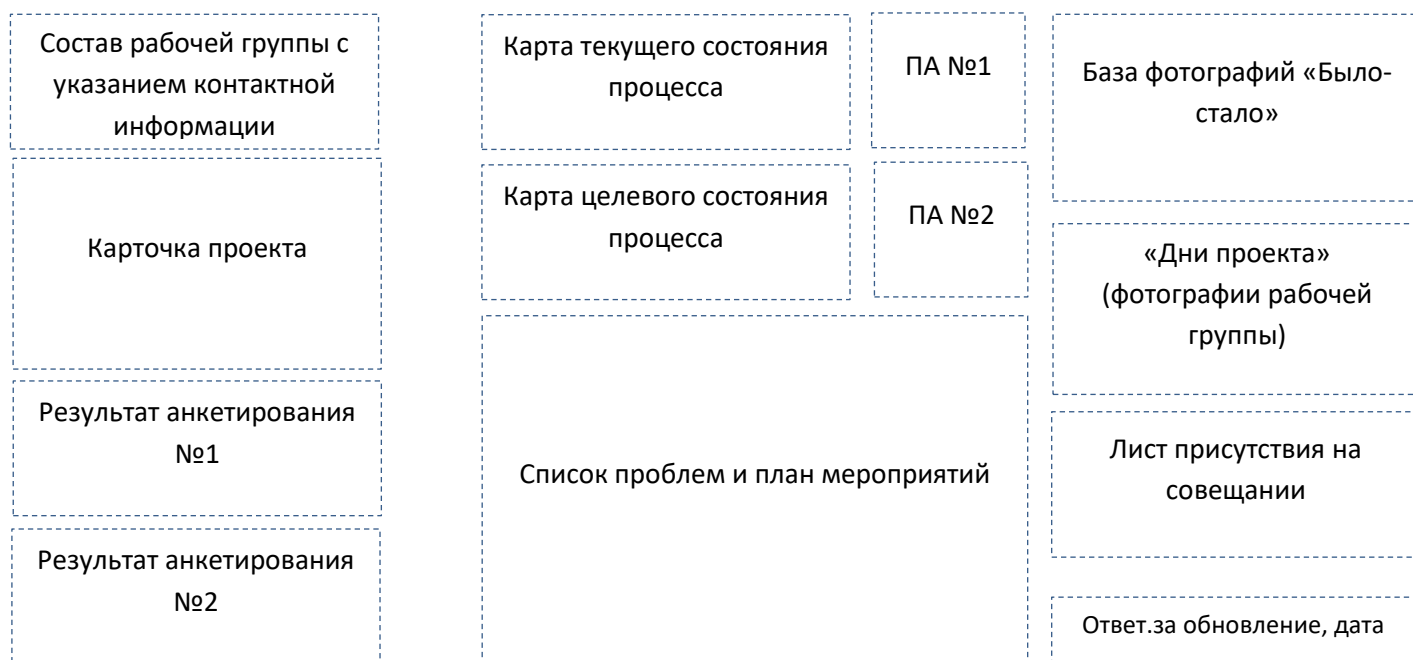 Состав рабочей группы с
указанием контактной
информации
Карточка проекта
Результат анкетирования
№1
Результат анкетирования
№2
Карта текущего состояния
процесса
ПА №1
Карта целевого состояния
процесса
ПА №2
Список проблем и план мероприятий
База фотографий «Было-
стало»
«Дни проекта»
(фотографии рабочей
группы)
Лист присутствия на
совещании
Ответ.за обновление, дата